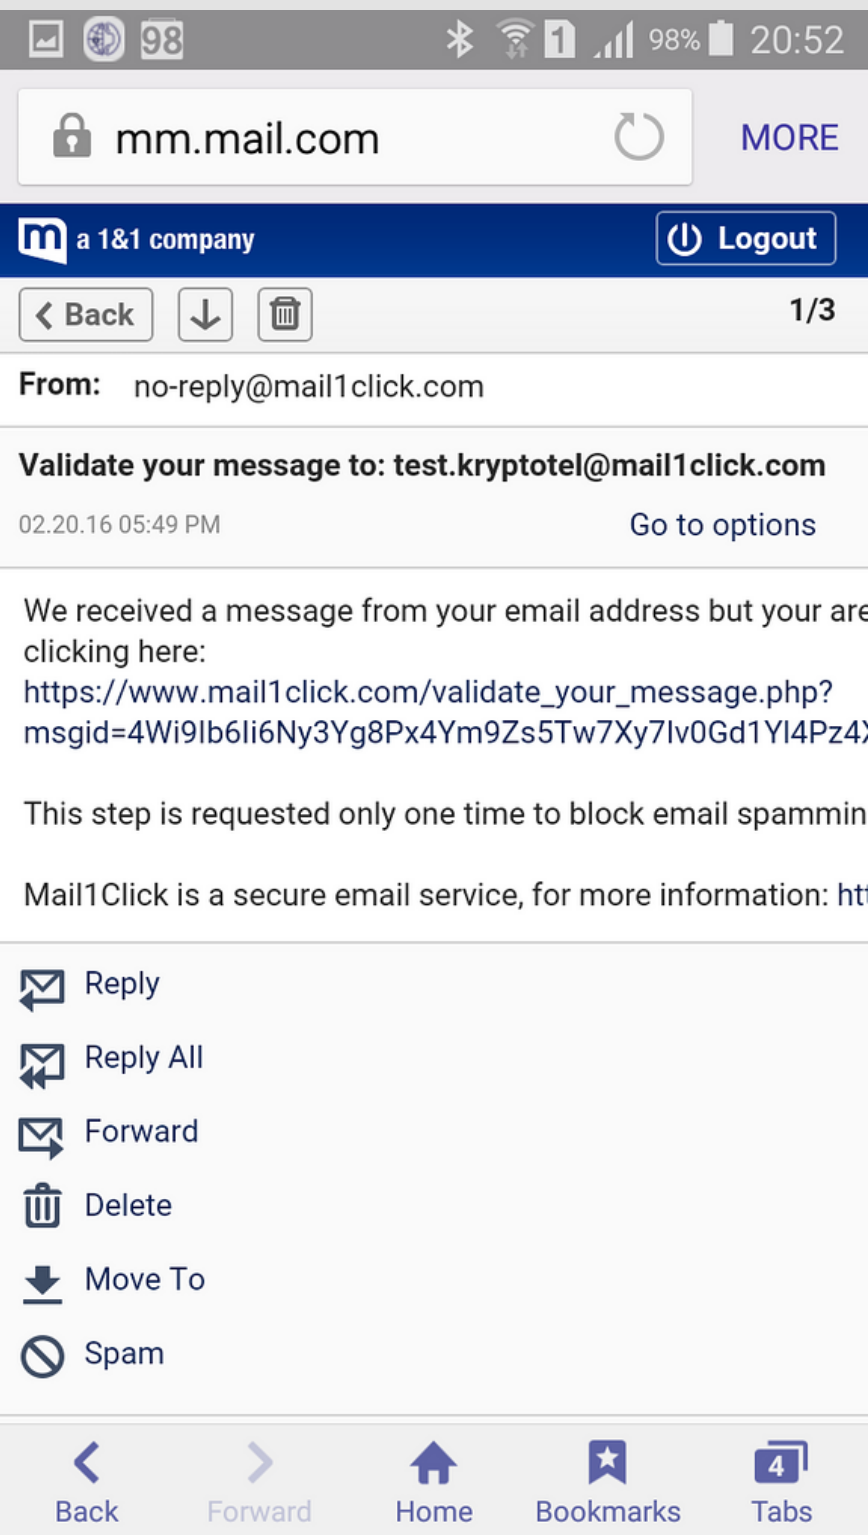 98 1 98% 20:52
mm.mail.com MORE
m a 1&1 company Logout
Back 1/3
From: no-reply@mail1click.com
Validate your message to: test.kryptotel@mail1click.com
02.20.16 05:49 PM Go to options
We received a message from your email address but your are
clicking here:
https://www.mail1click.com/validate_your_message.php?
msgid=4Wi9Ib6Ii6Ny3Yg8Px4Ym9Zs5Tw7Xy7Iv0Gd1Yl4Pz4X
This step is requested only one time to block email spammin
Mail1Click is a secure email service, for more information: htt
Reply
Reply All
Forward
Delete
Move To
Spam
Back Forward Home Bookmarks 4 Tabs